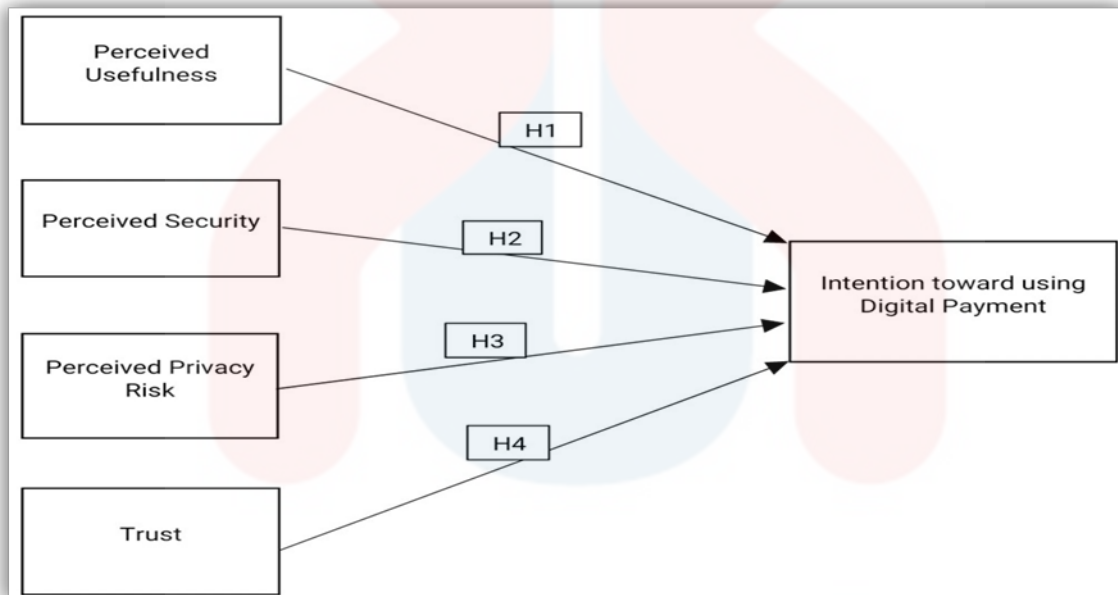 Perceived
Usefulness
H1
Perceived Security
H2
Intention toward using
Digital Payment
H3
Perceived Privacy
Risk
H4
Trust